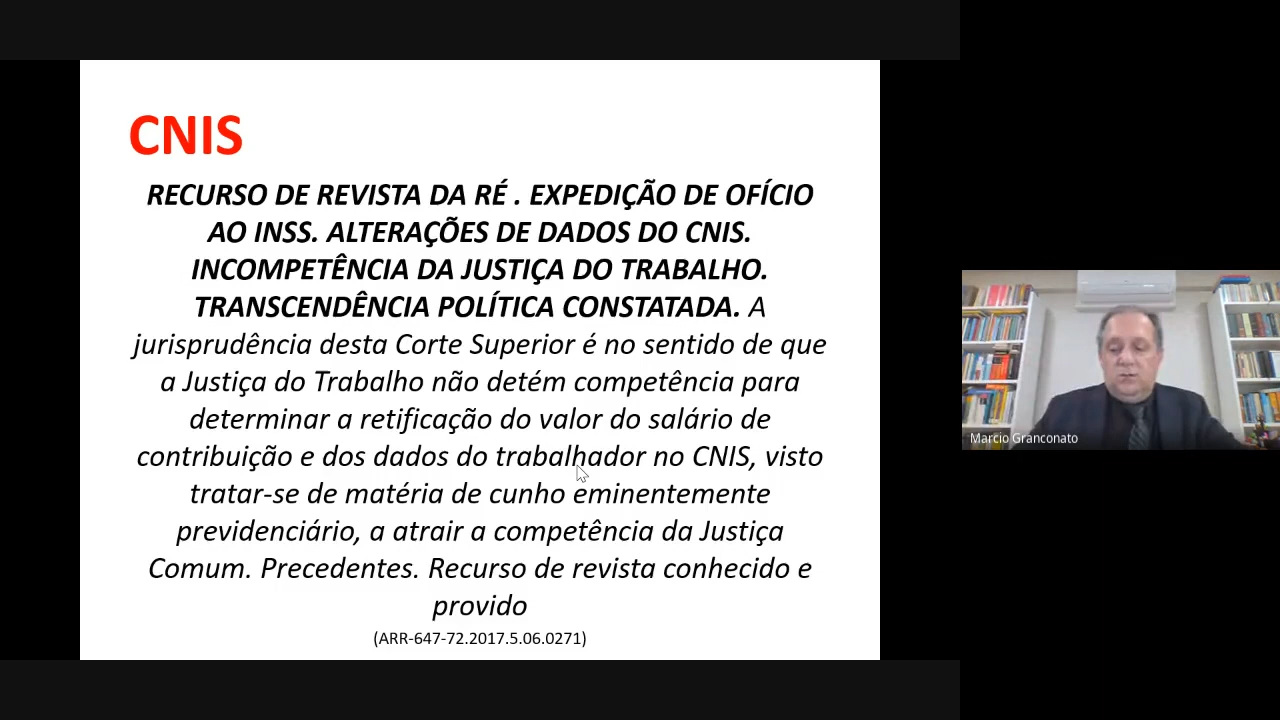 CNIS
RECURSO DE REVISTA DA RÉ . EXPEDIÇÃO DE OFÍCIO
AO INSS. ALTERAÇÕES DE DADOS DO CNIS.
INCOMPETÊNCIA DA JUSTIÇA DO TRABALHO.
TRANSCENDÊNCIA POLÍTICA CONSTATADA. A
jurisprudência desta Corte Superior é no sentido de que
a Justiça do Trabalho não detém competência para
determinar a retificação do valor do salário de
contribuição e dos dados do trabalhador no CNIS, visto
tratar-se de matéria de cunho eminentemente
previdenciário, a atrair a competência da Justiça
Comum. Precedentes. Recurso de revista conhecido e
provido
(ARR-647-72.2017.5.06.0271)
Marcio Granconato